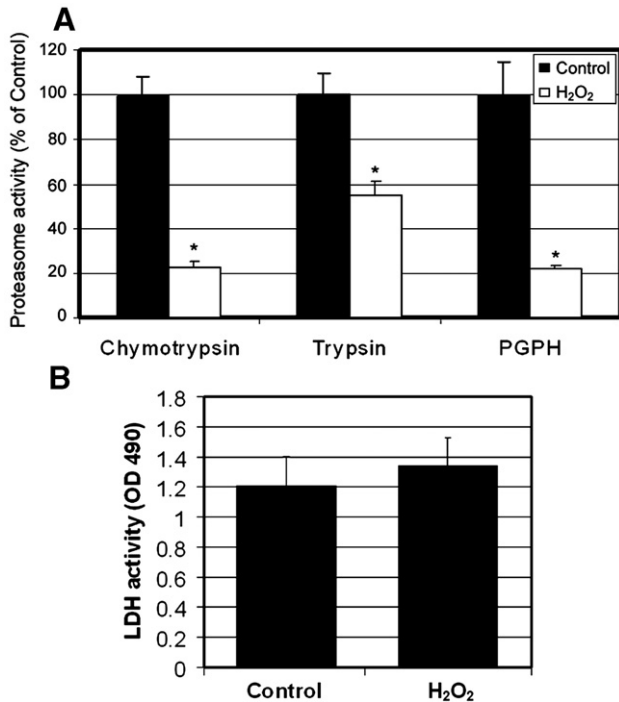 A
Proteasome activity (% of Control)
120
100
80
60
40
20
0
Control
H₂O₂
*
*
*
Chymotrypsin Trypsin PGPH
B
LDH activity (OD 490)
1.8
1.6
1.4
1.2
1
0.8
0.6
0.4
0.2
0
Control H₂O₂